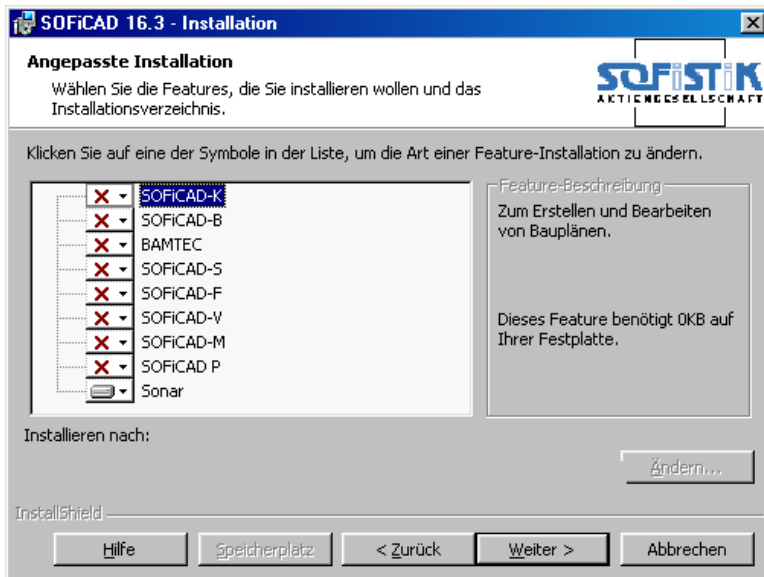 SOFiCAD 16.3 - Installation
Angepasste Installation
Wählen Sie die Features, die Sie installieren wollen und das
Installationsverzeichnis.
SOFiSTiK
AKTIENGESELLSCHAFT
Klicken Sie auf eine der Symbole in der Liste, um die Art einer Feature-Installation zu ändern.
SOFiCAD-K
SOFiCAD-B
BAMTEC
SOFiCAD-S
SOFiCAD-F
SOFiCAD-V
SOFiCAD-M
SOFiCAD P
Sonar
Feature-Beschreibung
Zum Erstellen und Bearbeiten
von Bauplänen.
Dieses Feature benötigt 0KB auf
Ihrer Festplatte.
Installieren nach:
Ändern...
InstallShield
Hilfe
Speicherplatz
< Zurück
Weiter >
Abbrechen